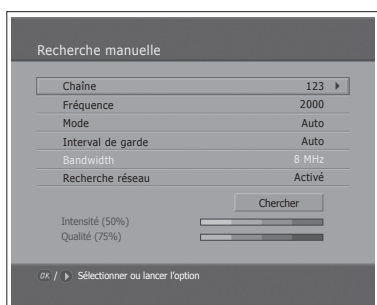 Recherche manuelle
Chaîne 123
Fréquence 2000
Mode Auto
Interval de garde Auto
Bandwidth 8 MHz
Recherche réseau Activé
Chercher
Intensité (50%)
Qualité (75%)
OK / Sélectionner ou lancer l'option